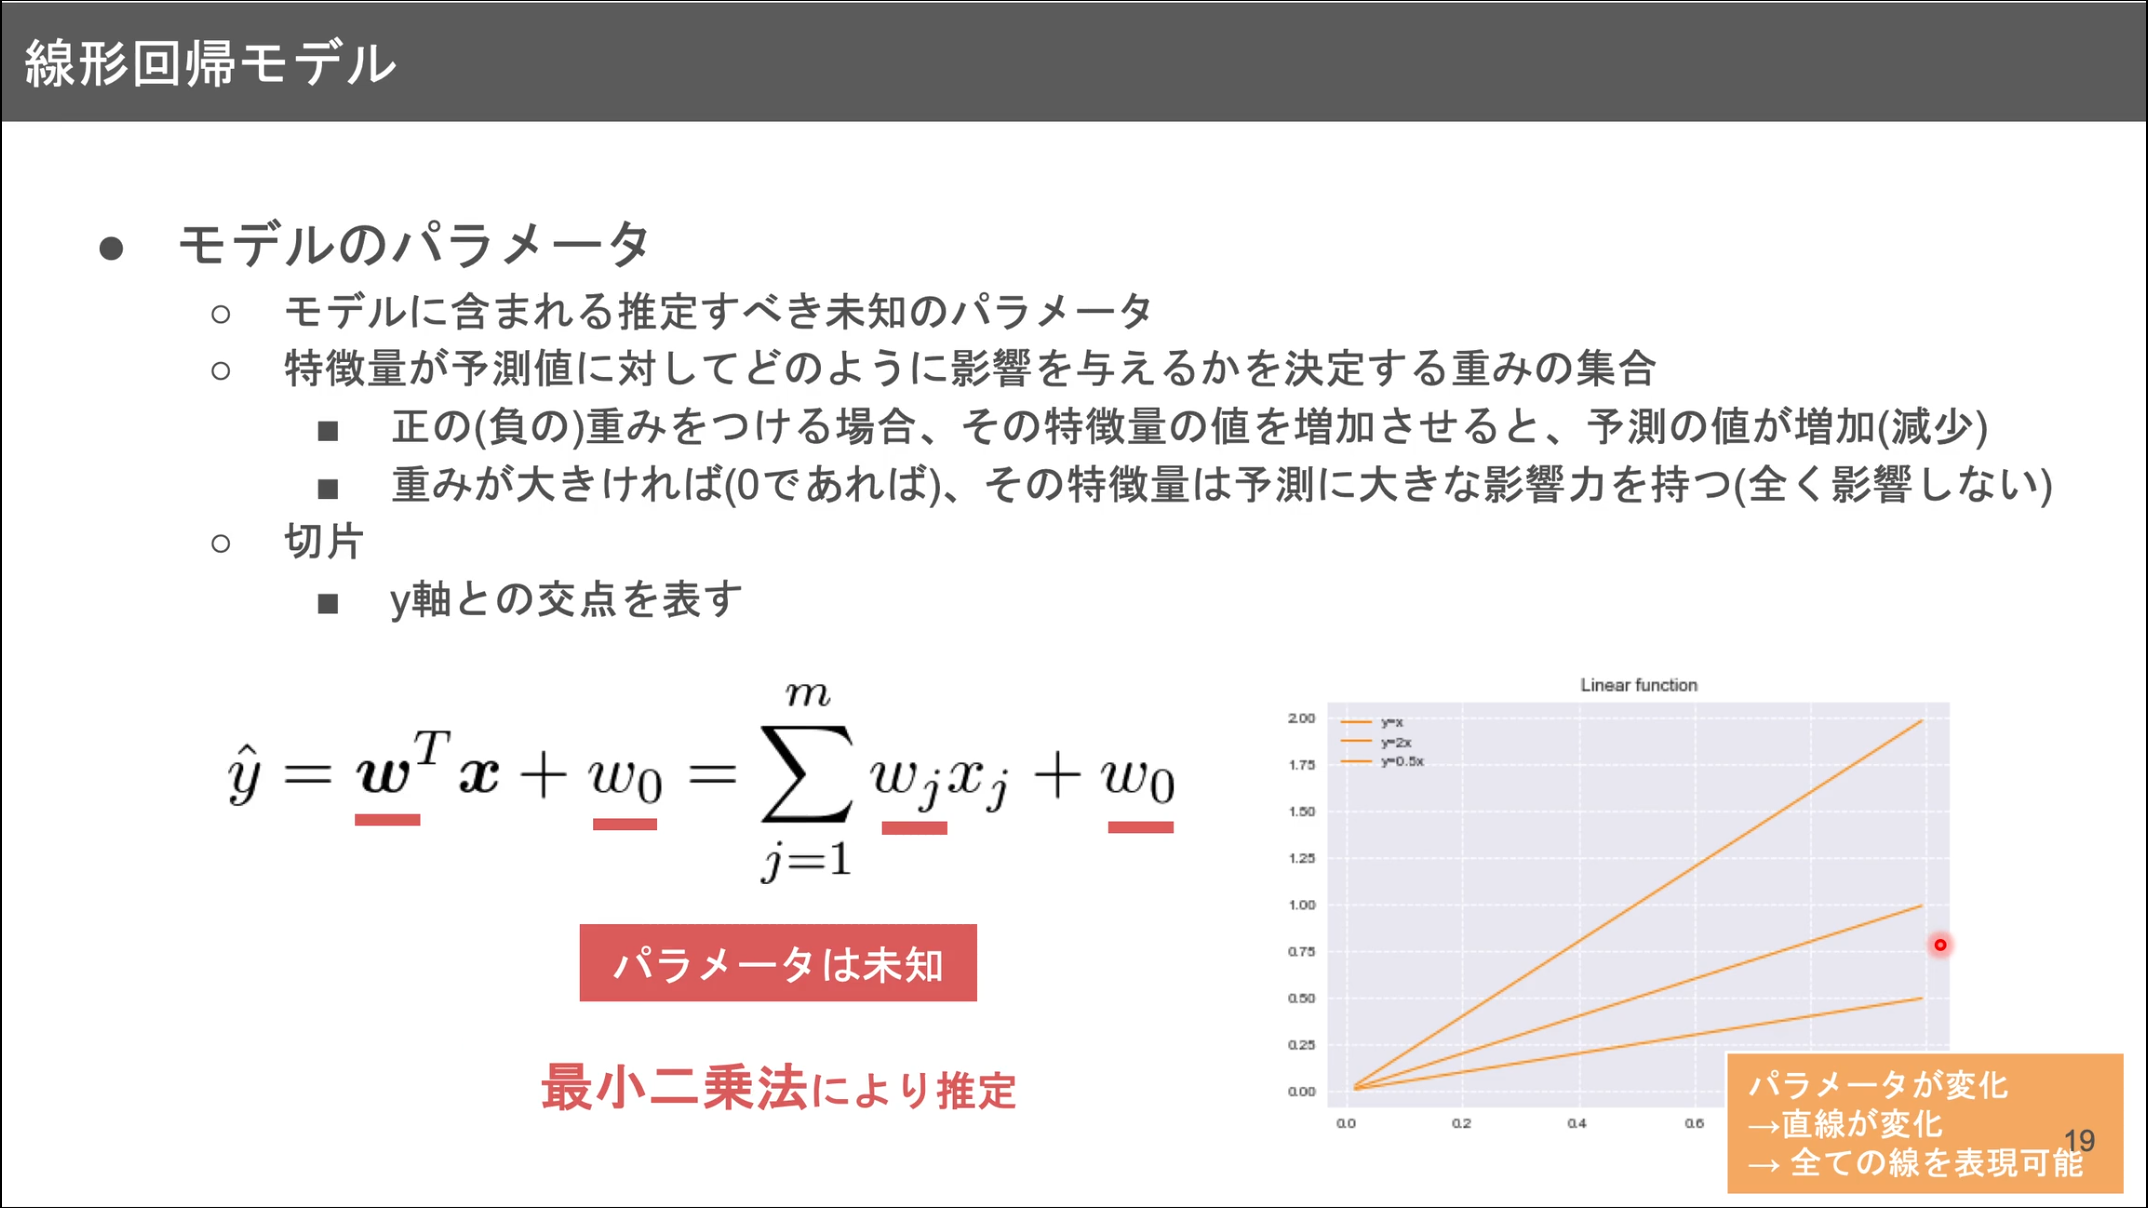 線形回帰モデル
● モデルのパラメータ
○ モデルに含まれる推定すべき未知のパラメータ
○ 特徴量が予測値に対してどのように影響を与えるかを決定する重みの集合
■ 正の(負の)重みをつける場合、その特徴量の値を増加させると、予測の値が増加(減少)
■ 重みが大きければ(0であれば)、その特徴量は予測に大きな影響力を持つ(全く影響しない)
○ 切片
■ y軸との交点を表す
ŷ = w^T x + w_0 = ∑_{j=1}^{m} w_j x_j + w_0
パラメータは未知
最小二乗法により推定
Linear function
y=x
y=2x
y=0.5x
2.00
1.75
1.50
1.25
1.00
0.75
0.50
0.25
0.00
0.0 0.2 0.4 0.6
パラメータが変化
→直線が変化
→ 全ての線を表現可能
19